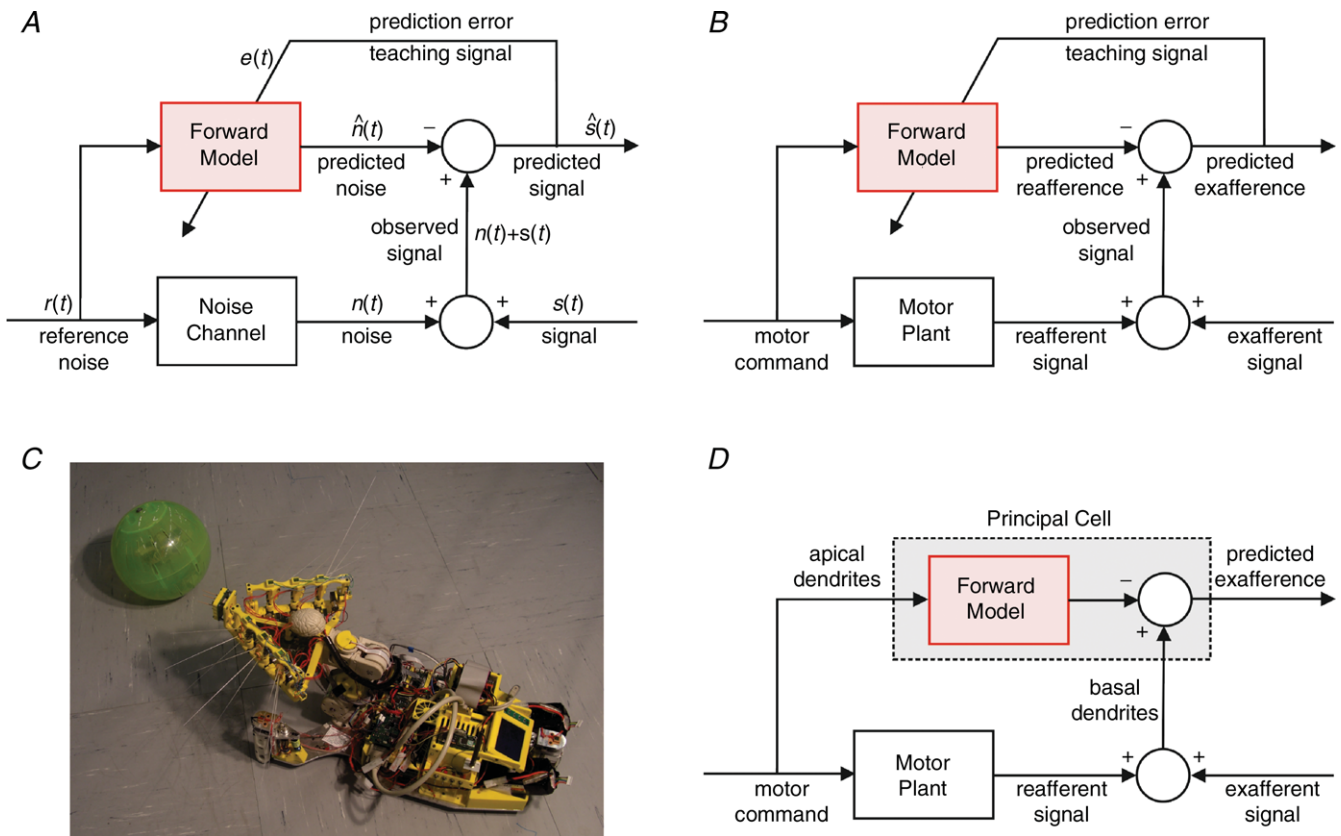 A
prediction error
teaching signal
e(t)
Forward
Model
n̂(t)
predicted
noise
−
+
ŝ(t)
predicted
signal
observed
signal
n(t)+s(t)
r(t)
reference
noise
Noise
Channel
n(t)
noise
+
+
s(t)
signal
B
prediction error
teaching signal
Forward
Model
predicted
reafference
−
+
predicted
exafference
observed
signal
motor
command
Motor
Plant
reafferent
signal
+
+
exafferent
signal
C
D
Principal Cell
apical
dendrites
Forward
Model
−
+
predicted
exafference
basal
dendrites
motor
command
Motor
Plant
reafferent
signal
+
+
exafferent
signal